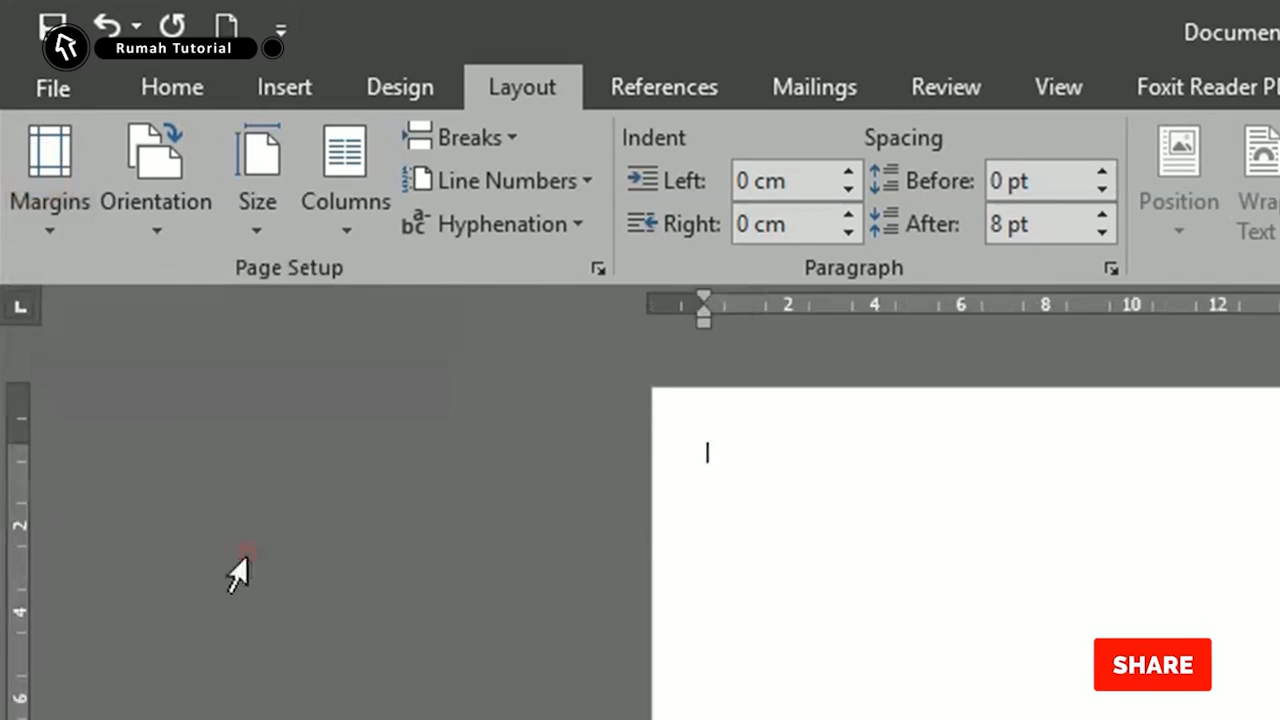 Rumah Tutorial
Documen
File Home Insert Design Layout References Mailings Review View Foxit Reader P
Margins Orientation Size Columns
Breaks
Line Numbers
Hyphenation
Page Setup
Indent
Left: 0 cm
Right: 0 cm
Spacing
Before: 0 pt
After: 8 pt
Paragraph
Position
Wra
Text
2 4 6 8 10 12
2
4
6
SHARE